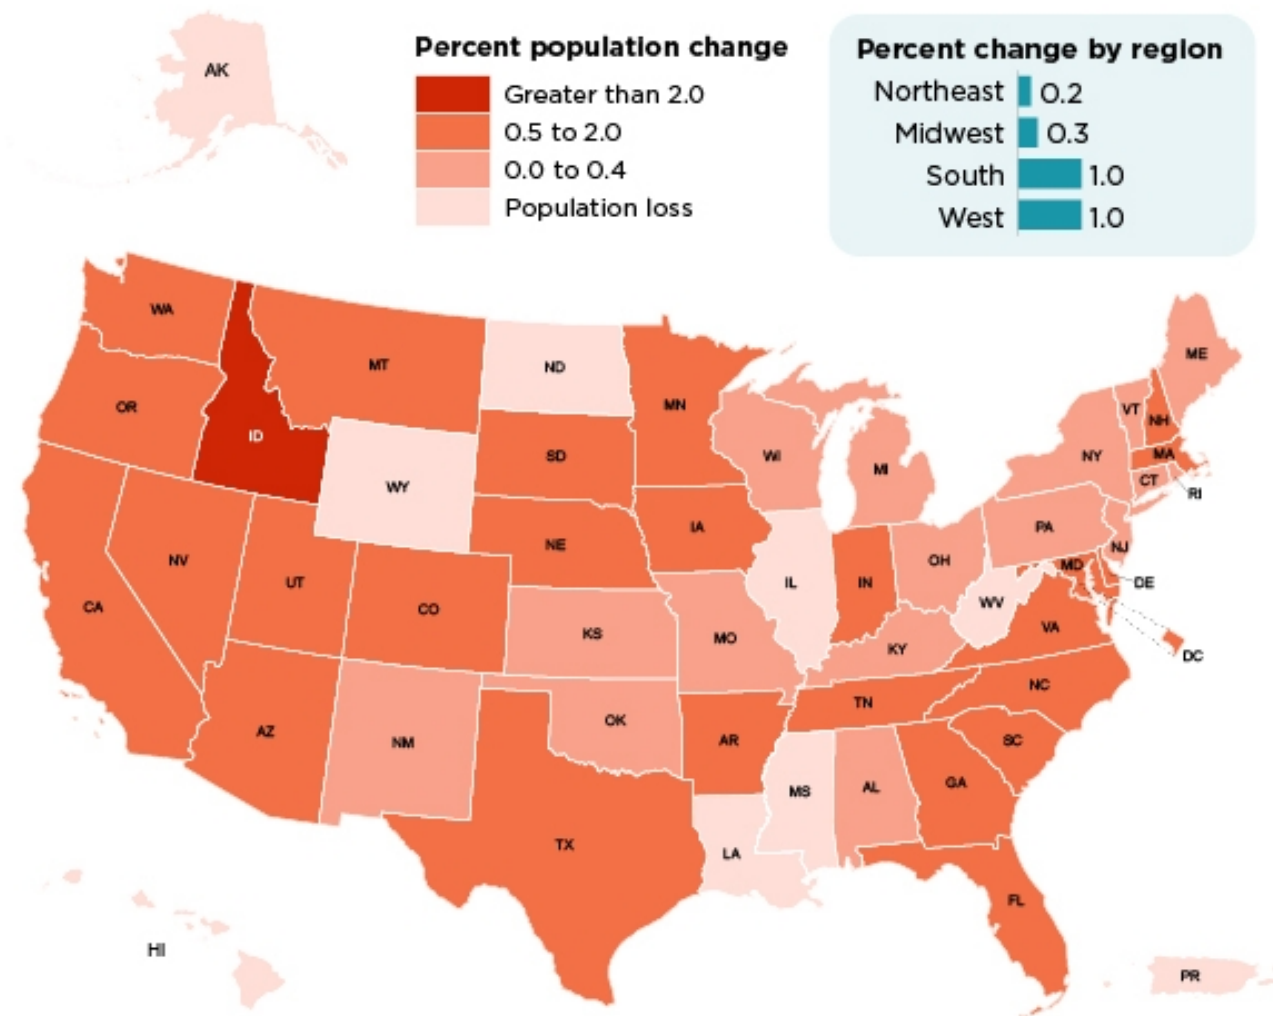 AK
Percent population change
Greater than 2.0
0.5 to 2.0
0.0 to 0.4
Population loss
Percent change by region
Northeast 0.2
Midwest 0.3
South 1.0
West 1.0
WA
MT
ND
MN
ME
OR
ID
SD
WI
MI
NY
VT
NH
MA
CT
RI
WY
IA
NE
PA
NJ
NV
UT
CO
IL
IN
OH
MD
DE
CA
KS
MO
WV
KY
VA
DC
AZ
NM
OK
AR
TN
NC
SC
TX
LA
MS
AL
GA
FL
HI
PR